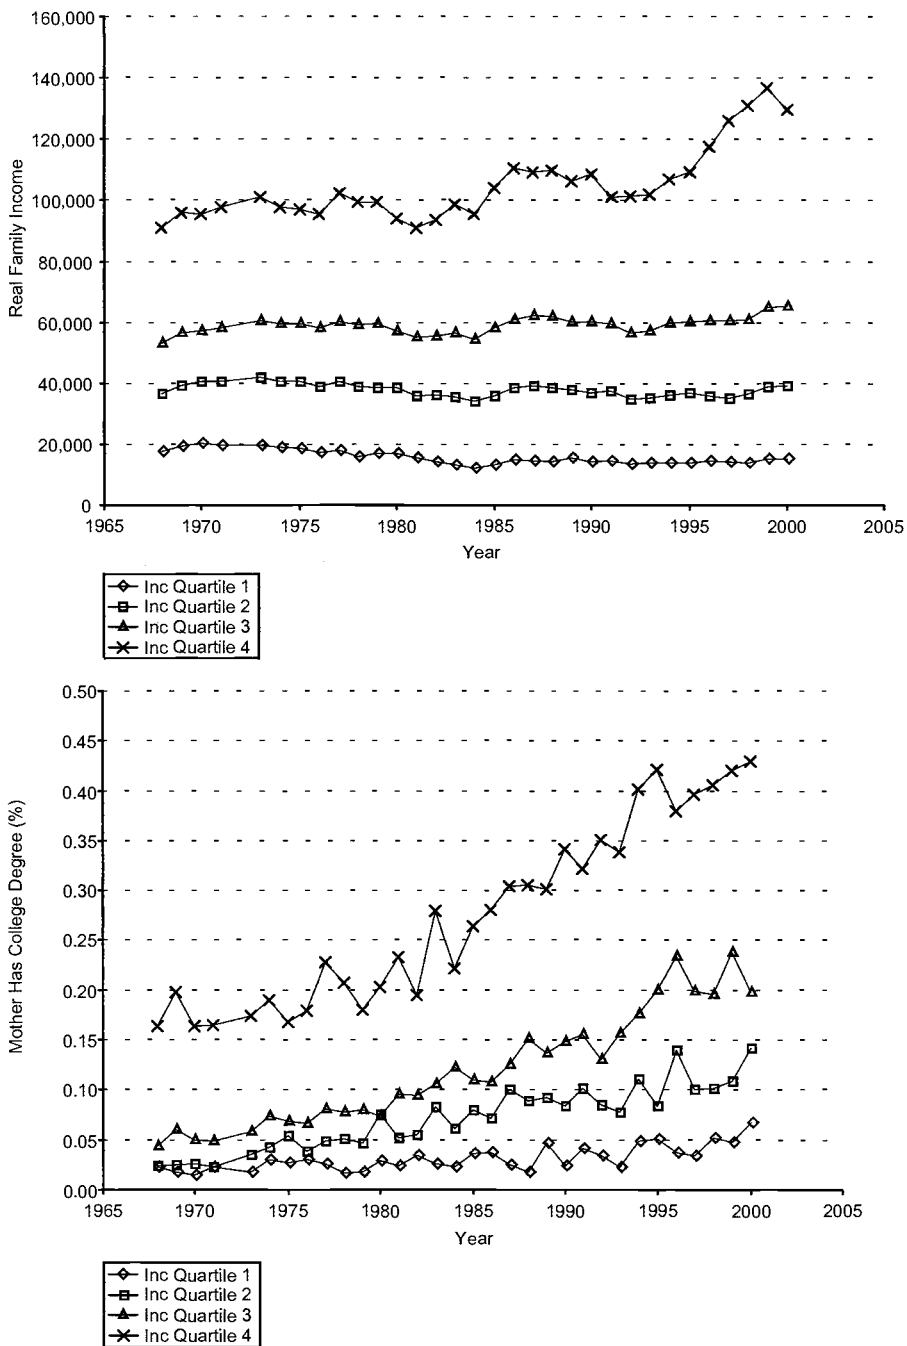 160,000
140,000
120,000
100,000
80,000
60,000
40,000
20,000
0
Real Family Income
1965 1970 1975 1980 1985 1990 1995 2000 2005
Year
Inc Quartile 1
Inc Quartile 2
Inc Quartile 3
Inc Quartile 4
0.50
0.45
0.40
0.35
0.30
0.25
0.20
0.15
0.10
0.05
0.00
Mother Has College Degree (%)
1965 1970 1975 1980 1985 1990 1995 2000 2005
Year
Inc Quartile 1
Inc Quartile 2
Inc Quartile 3
Inc Quartile 4